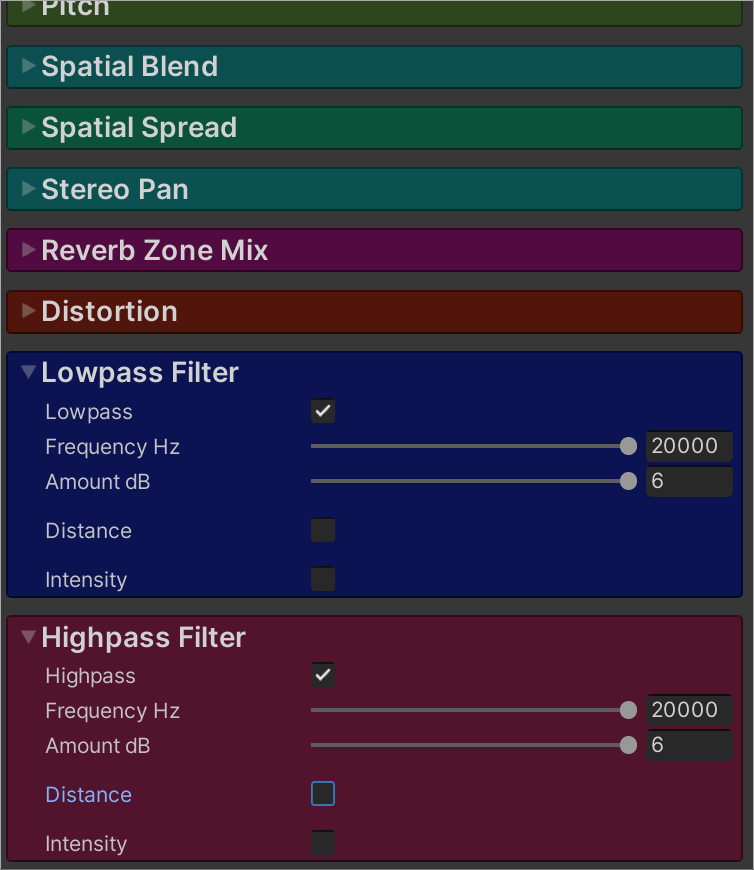 Pitch
Spatial Blend
Spatial Spread
Stereo Pan
Reverb Zone Mix
Distortion
Lowpass Filter
Lowpass
Frequency Hz 20000
Amount dB 6
Distance
Intensity
Highpass Filter
Highpass
Frequency Hz 20000
Amount dB 6
Distance
Intensity